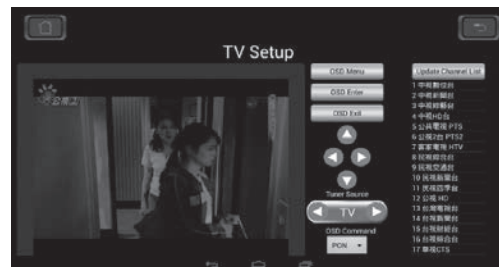 TV Setup
OSD Menu
OSD Enter
OSD Exit
Tuner Source
TV
OSD Command
PCN
Update Channel List
1 中視數位台
2 中視新聞台
3 中視綜藝台
4 中視HD台
5 公共電視 PTS
6 公視2台 PTS2
7 客家電視 HTV
8 民視綜合台
9 民視交通台
10 民視新聞台
11 民視四季台
12 公視 HD
13 台灣電視台
14 台視新聞台
15 台視財經台
16 台視綜合台
17 華視CTS
公視